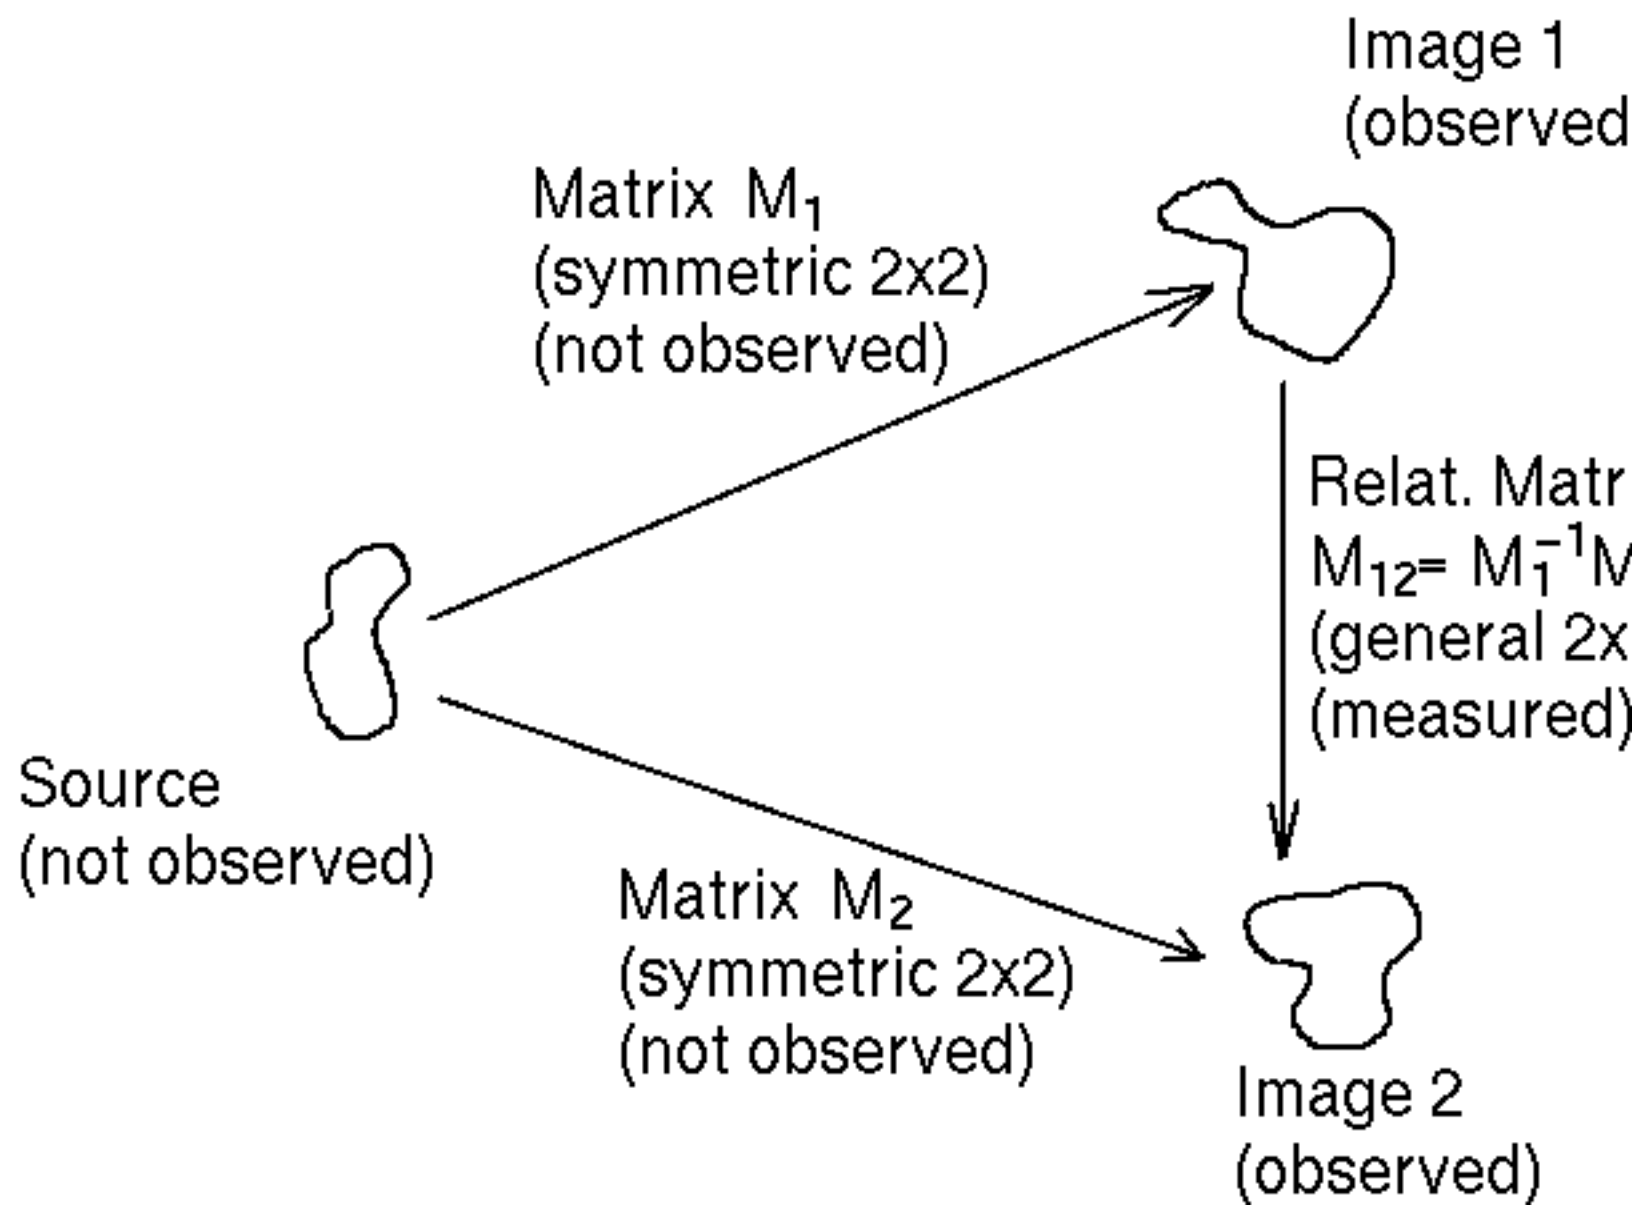 Image 1
(observed
Matrix M₁
(symmetric 2x2)
(not observed)
Relat. Matr
M₁₂= M₁⁻¹M
(general 2x
(measured)
Source
(not observed)
Matrix M₂
(symmetric 2x2)
(not observed)
Image 2
(observed)